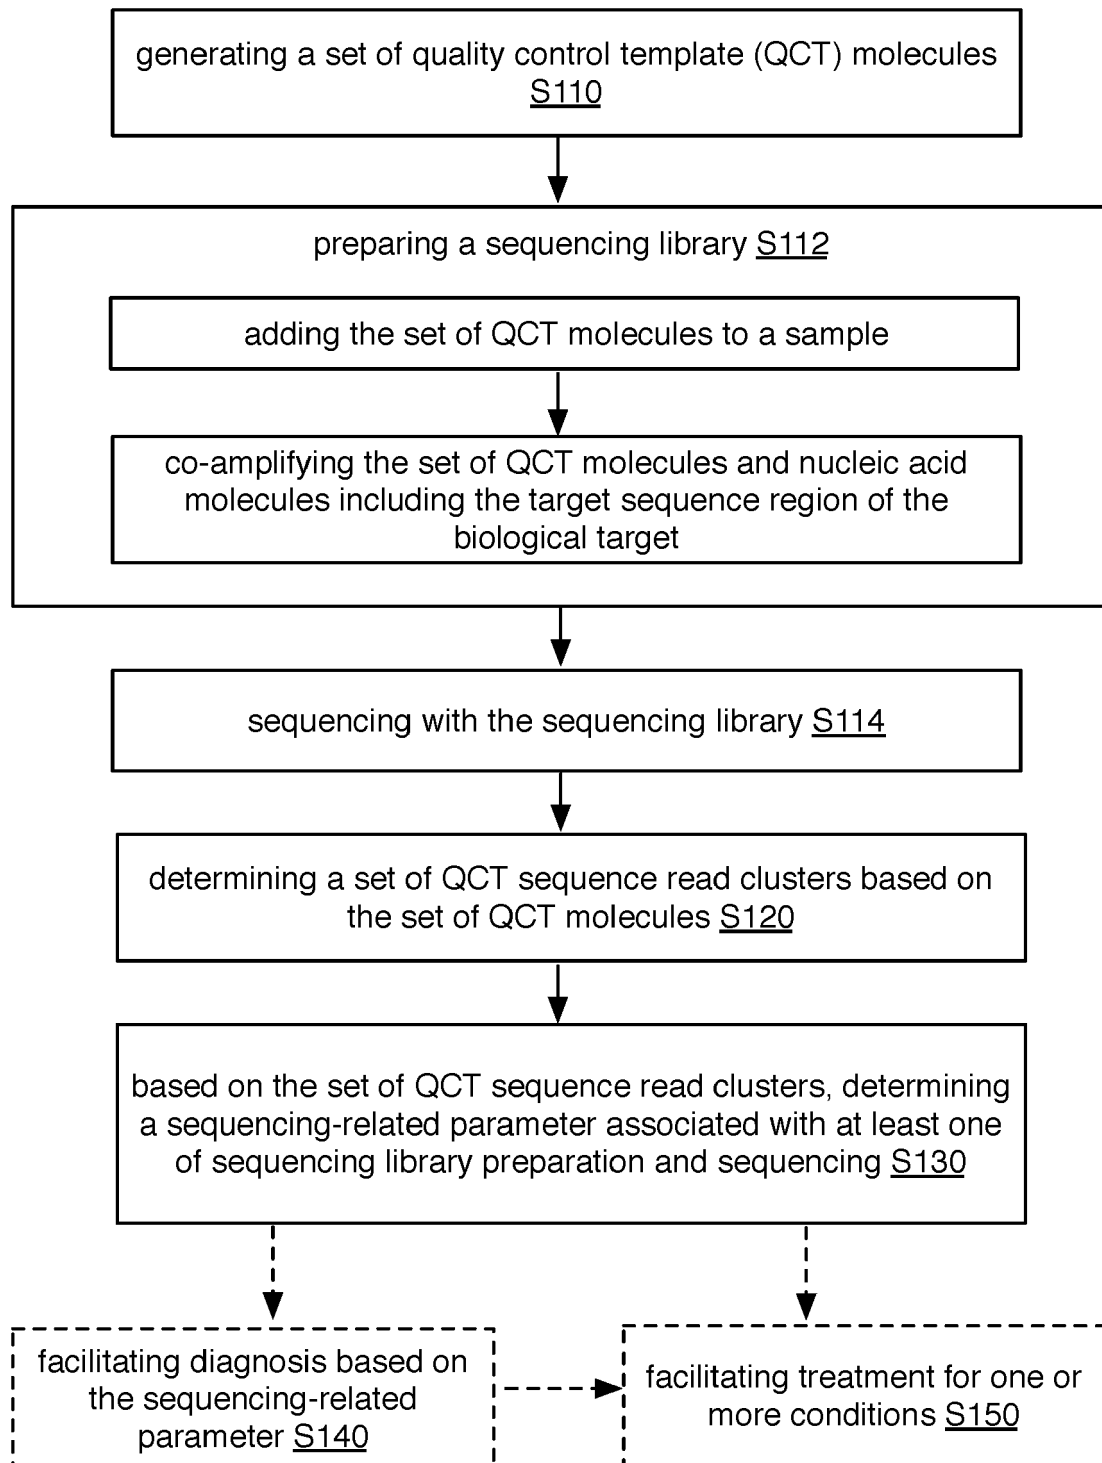 generating a set of quality control template (QCT) molecules
S110
preparing a sequencing library S112
adding the set of QCT molecules to a sample
co-amplifying the set of QCT molecules and nucleic acid
molecules including the target sequence region of the
biological target
sequencing with the sequencing library S114
determining a set of QCT sequence read clusters based on
the set of QCT molecules S120
based on the set of QCT sequence read clusters, determining
a sequencing-related parameter associated with at least one
of sequencing library preparation and sequencing S130
facilitating diagnosis based on
the sequencing-related
parameter S140
facilitating treatment for one or
more conditions S150